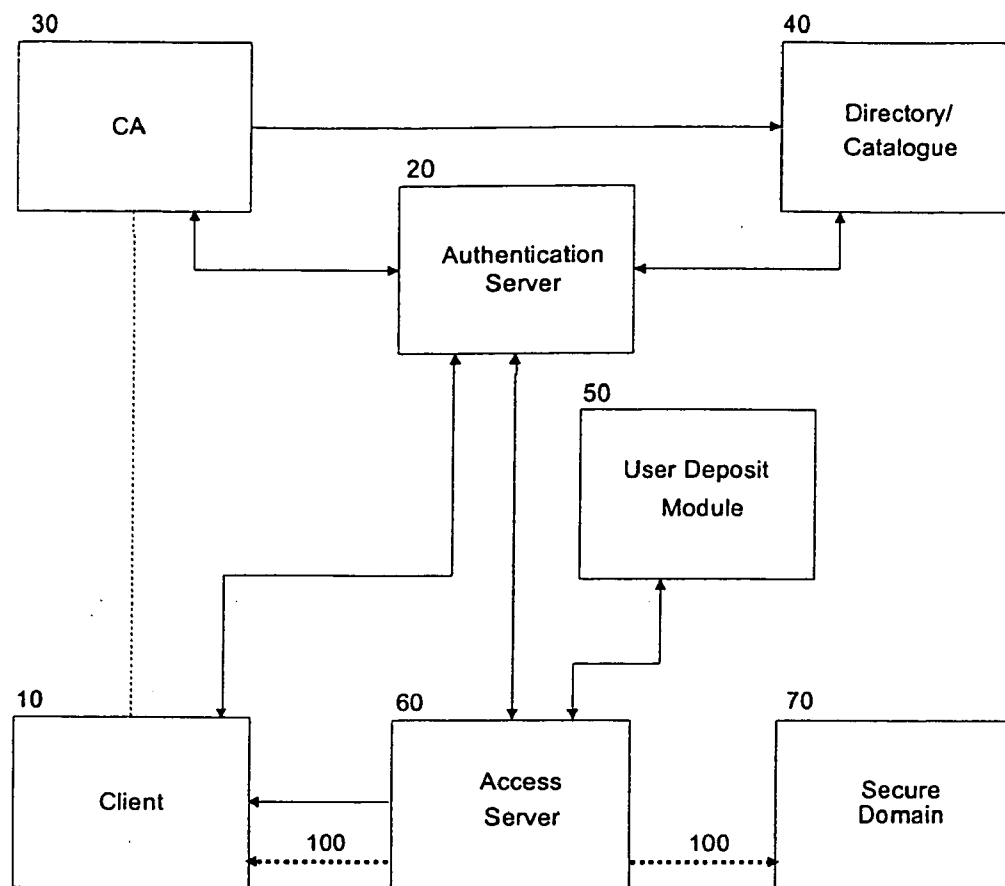 30
40
CA
Directory/
Catalogue
20
Authentication
Server
50
User Deposit
Module
10
60
70
Client
Access
Server
Secure
Domain
100
100